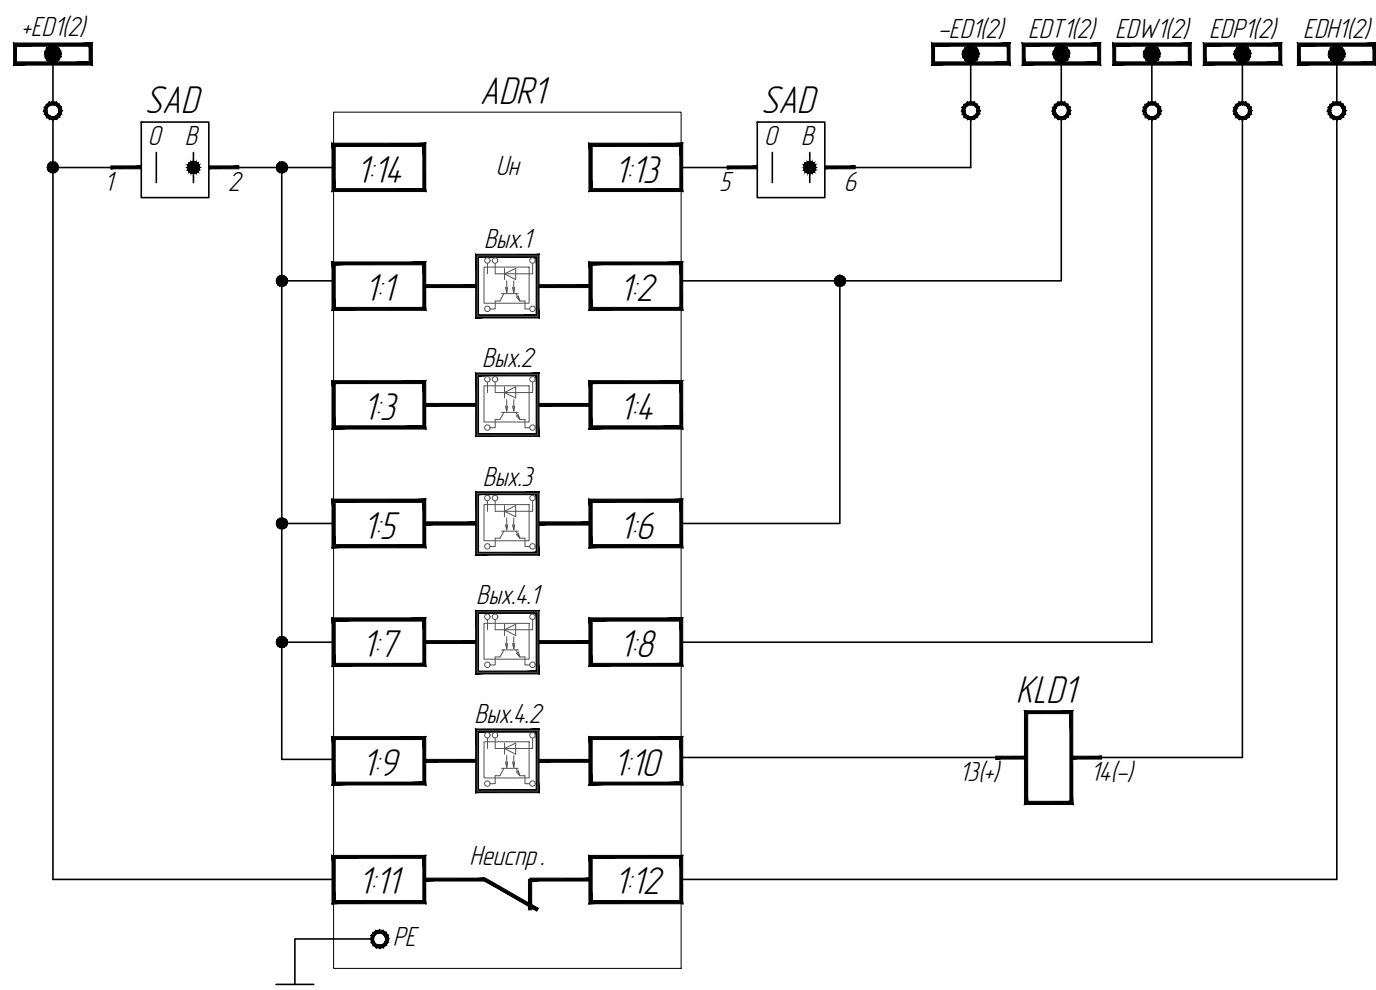 +ED1(2)
-ED1(2)
EDT1(2)
EDW1(2)
EDP1(2)
EDH1(2)
SAD
ADR1
SAD
О В
О В
1
2
1:14
Uн
1:13
5
6
Вых.1
1:1
1:2
Вых.2
1:3
1:4
Вых.3
1:5
1:6
Вых.4.1
1:7
1:8
KLD1
Вых.4.2
1:9
1:10
13(+)
14(-)
Неиспр.
1:11
1:12
PE